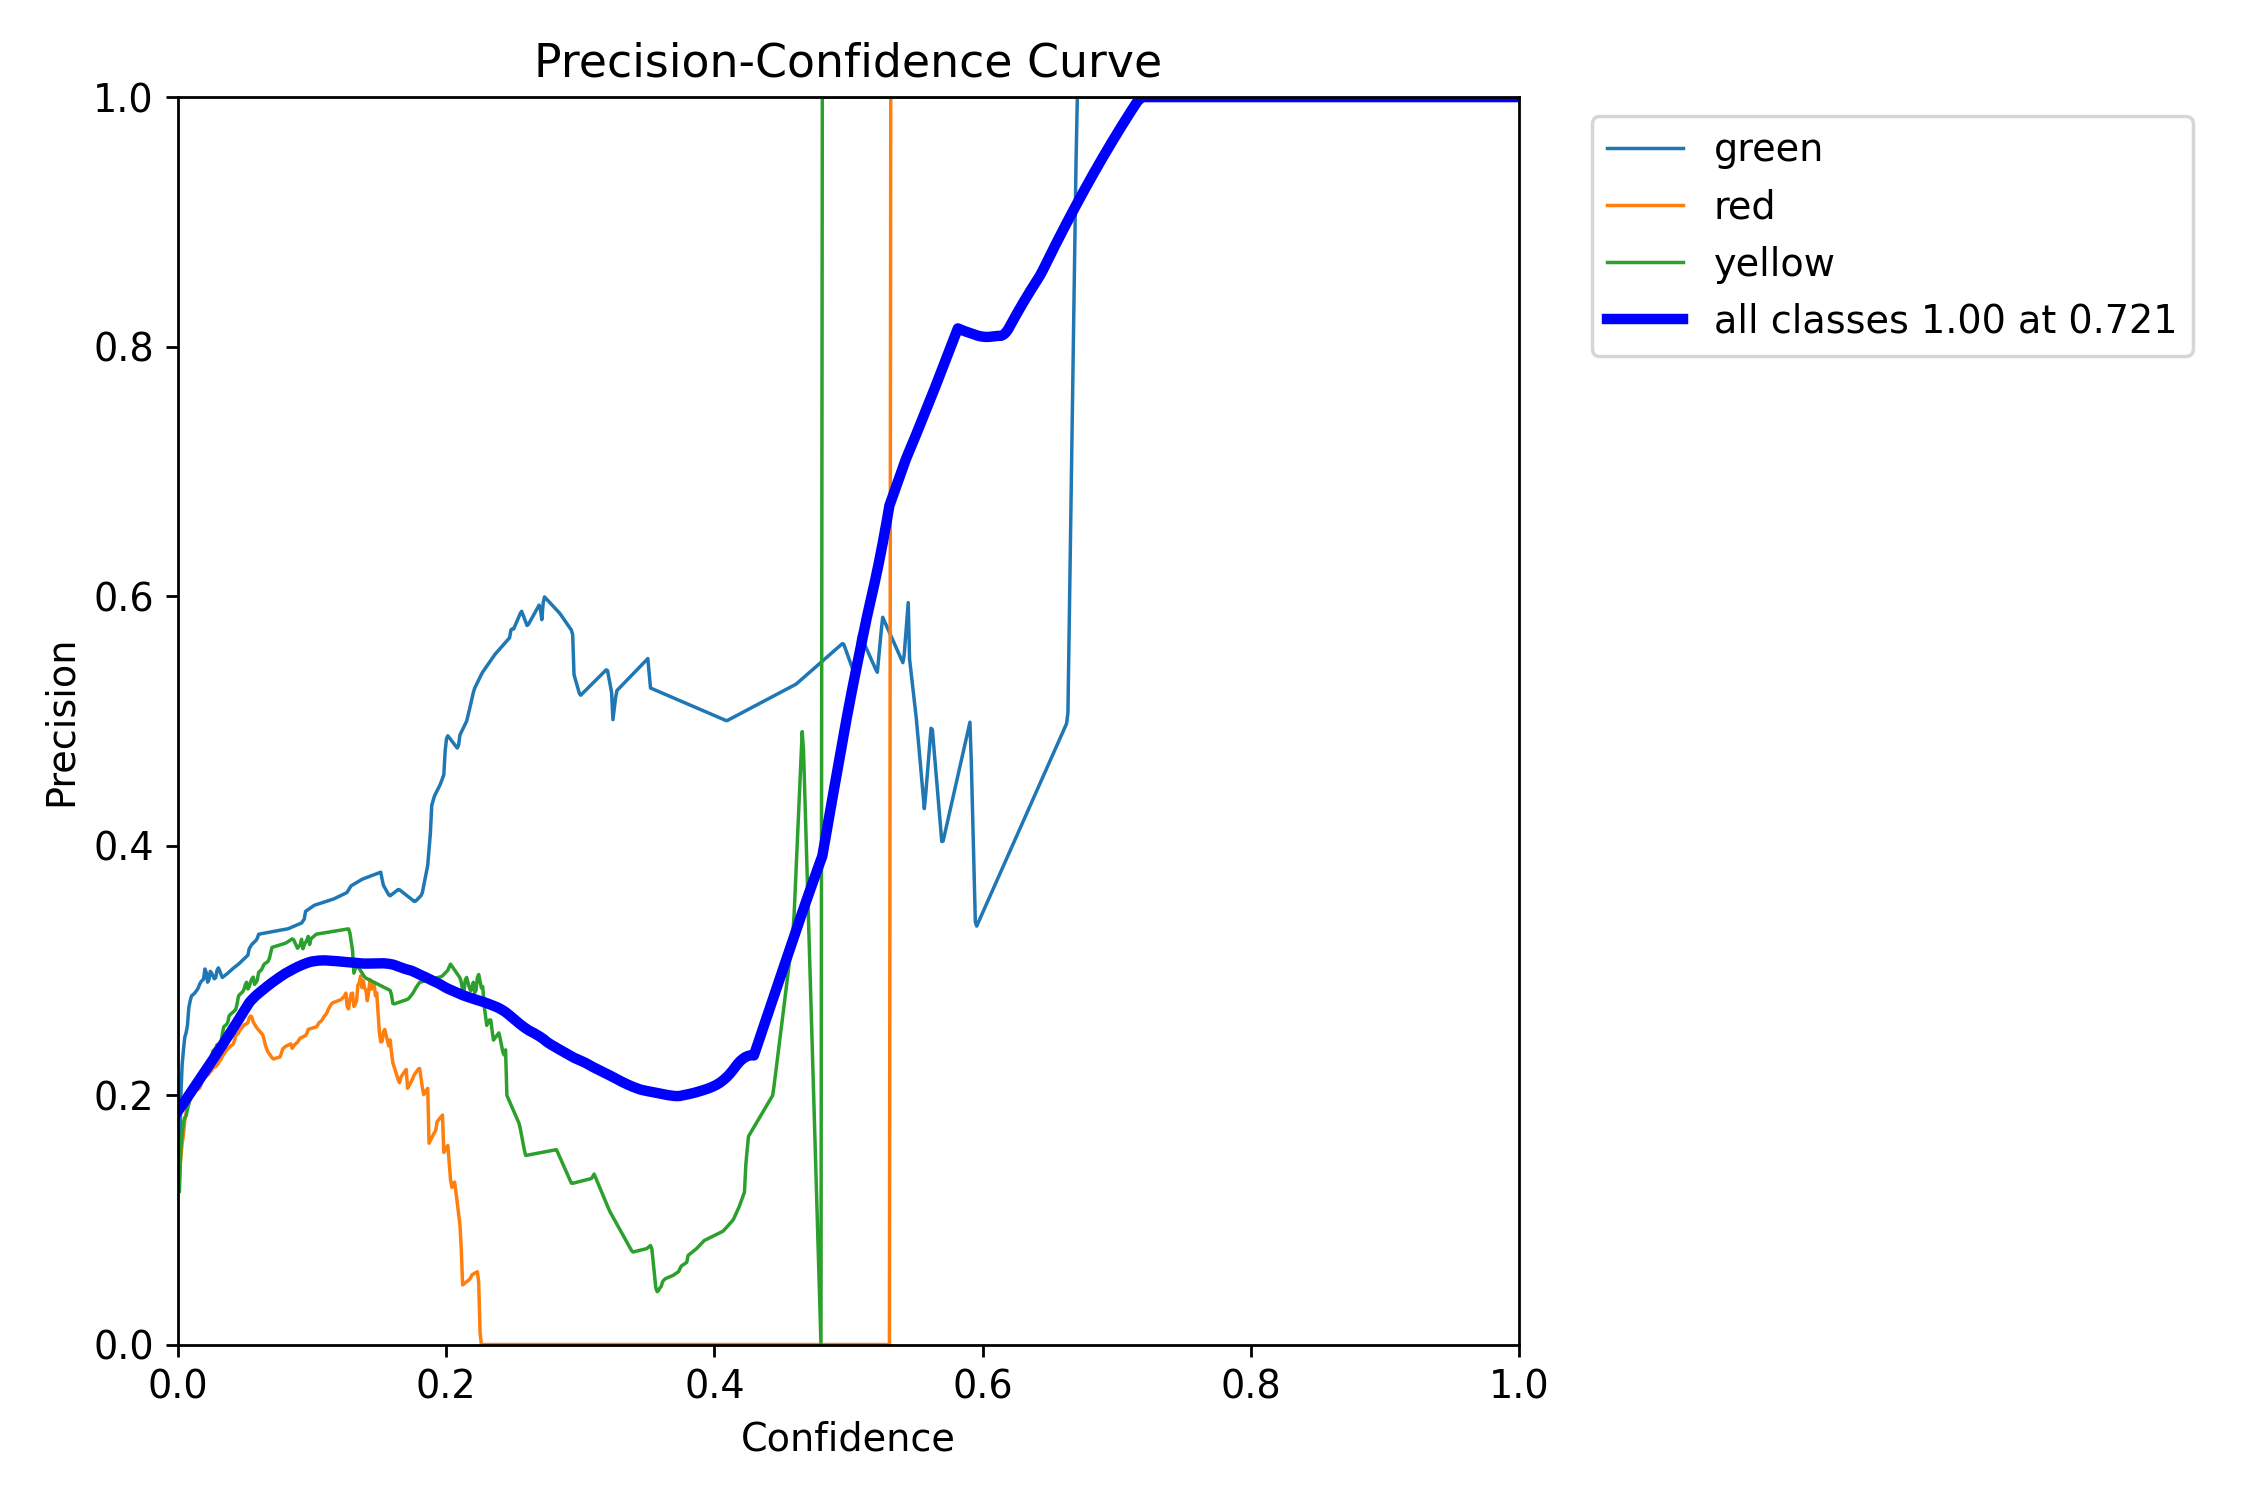 Precision-Confidence Curve
1.0
0.8
0.6
0.4
0.2
0.0
Precision
0.0 0.2 0.4 0.6 0.8 1.0
Confidence
green
red
yellow
all classes 1.00 at 0.721